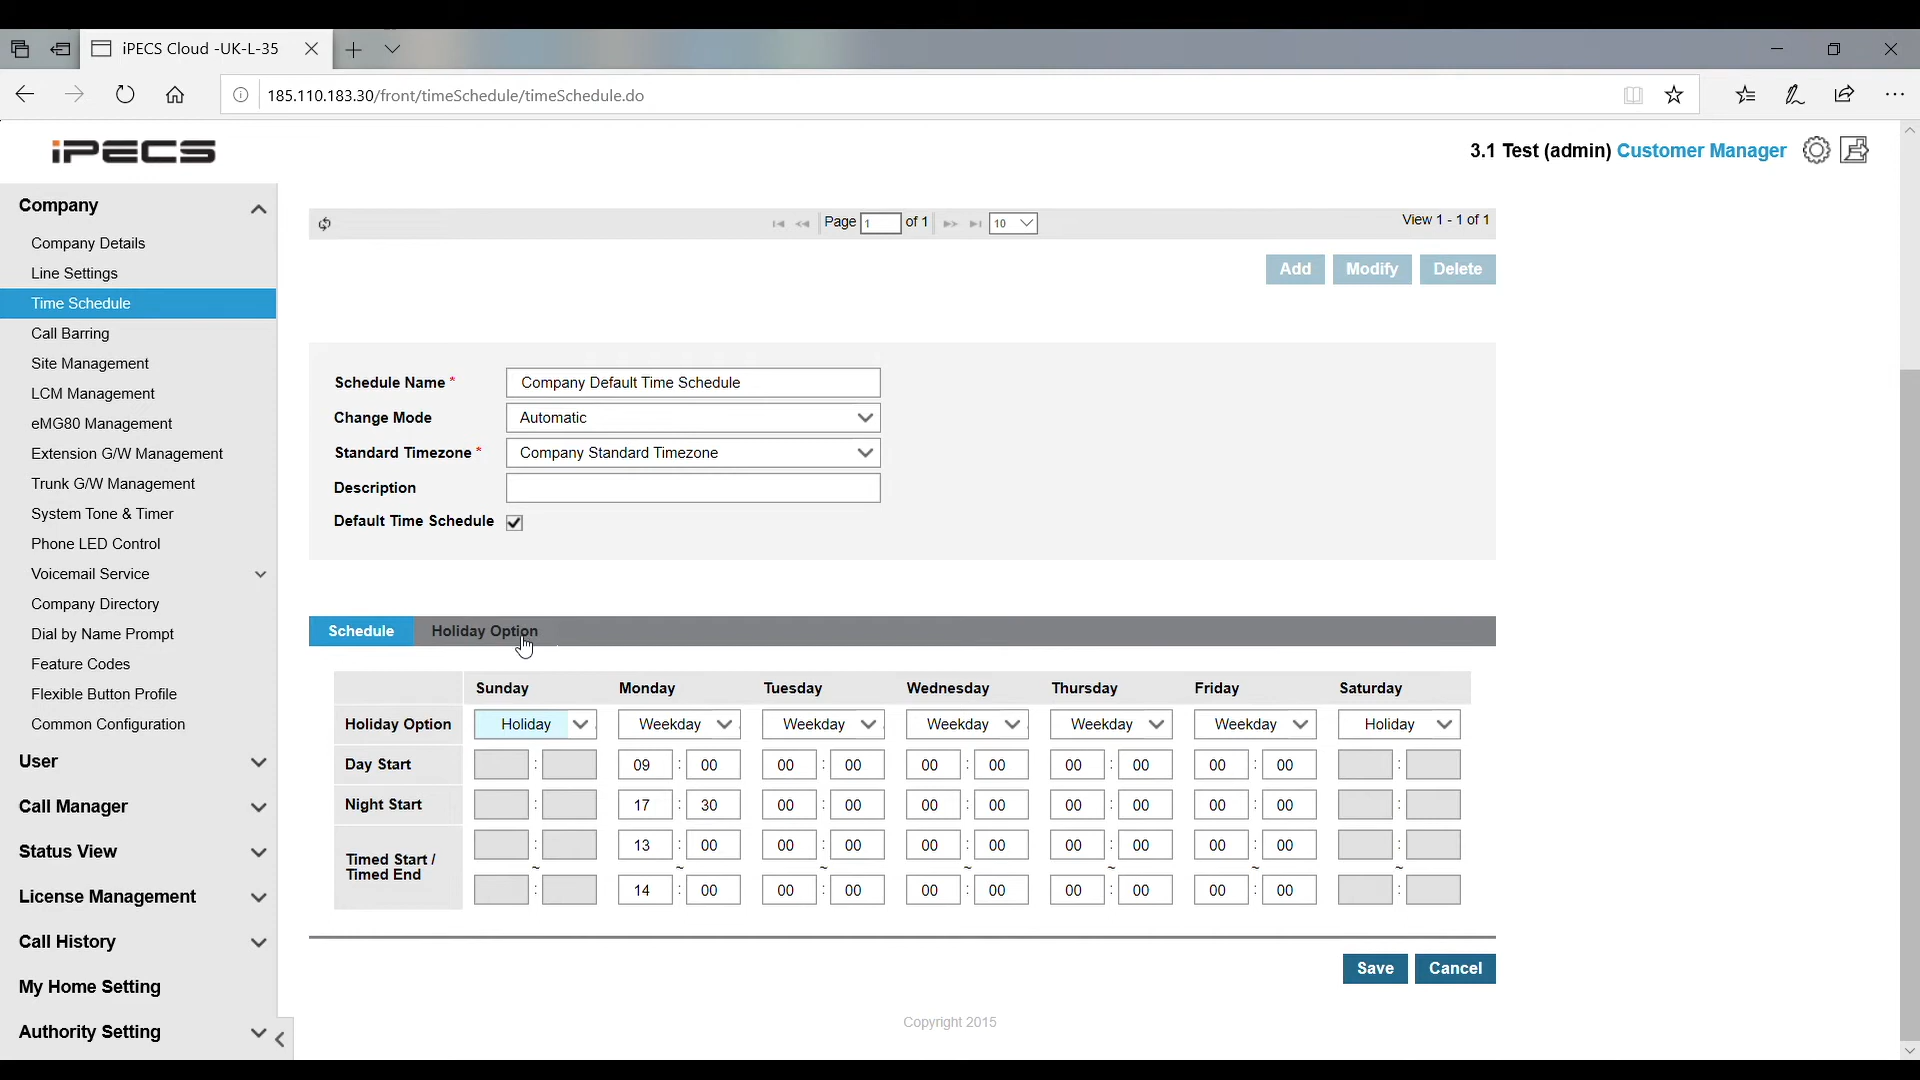 iPECS Cloud -UK-L-35
185.110.183.30/front/timeSchedule/timeSchedule.do
iPECS
3.1 Test (admin) Customer Manager
Company
Company Details
Line Settings
Time Schedule
Call Barring
Site Management
LCM Management
eMG80 Management
Extension G/W Management
Trunk G/W Management
System Tone & Timer
Phone LED Control
Voicemail Service
Company Directory
Dial by Name Prompt
Feature Codes
Flexible Button Profile
Common Configuration
User
Call Manager
Status View
License Management
Call History
My Home Setting
Authority Setting
Page 1 of 1 10 View 1 - 1 of 1
Add Modify Delete
Schedule Name * Company Default Time Schedule
Change Mode Automatic
Standard Timezone * Company Standard Timezone
Description
Default Time Schedule
Schedule Holiday Option
Sunday Monday Tuesday Wednesday Thursday Friday Saturday
Holiday Option Holiday Weekday Weekday Weekday Weekday Weekday Holiday
Day Start : 09 : 00 00 : 00 00 : 00 00 : 00 00 : 00 :
Night Start : 17 : 30 00 : 00 00 : 00 00 : 00 00 : 00 :
Timed Start / : 13 : 00 00 : 00 00 : 00 00 : 00 00 : 00 :
~ ~ ~ ~ ~ ~ ~
Timed End : 14 : 00 00 : 00 00 : 00 00 : 00 00 : 00 :
Save Cancel
Copyright 2015